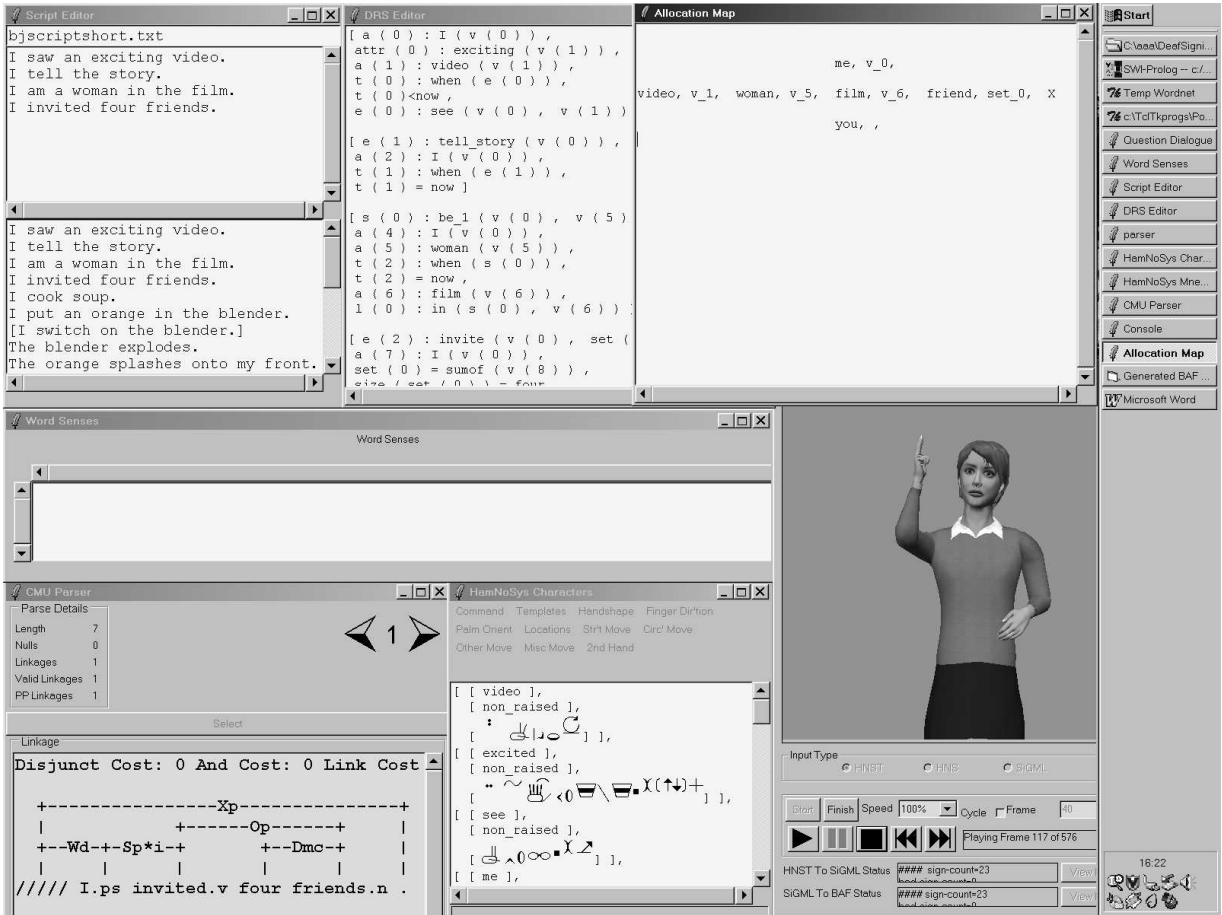 Script Editor
bjscriptshort.txt
I saw an exciting video.
I tell the story.
I am a woman in the film.
I invited four friends.
I saw an exciting video.
I tell the story.
I am a woman in the film.
I invited four friends.
I cook soup.
I put an orange in the blender.
[I switch on the blender.]
The blender explodes.
The orange splashes onto my front.
DRS Editor
[ a ( 0 ) : I ( v ( 0 ) ) ,
attr ( 0 ) : exciting ( v ( 1 ) ) ,
a ( 1 ) : video ( v ( 1 ) ) ,
t ( 0 ) : when ( e ( 0 ) ) ,
t ( 0 )<now ,
e ( 0 ) : see ( v ( 0 ) , v ( 1 )
[ e ( 1 ) : tell_story ( v ( 0 ) ) ,
a ( 2 ) : I ( v ( 0 ) ) ,
t ( 1 ) : when ( e ( 1 ) ) ,
t ( 1 ) = now ]
[ s ( 0 ) : be_1 ( v ( 0 ) , v ( 5 )
a ( 4 ) : I ( v ( 0 ) ) ,
a ( 5 ) : woman ( v ( 5 ) ) ,
t ( 2 ) : when ( s ( 0 ) ) ,
t ( 2 ) = now ,
a ( 6 ) : film ( v ( 6 ) ) ,
l ( 0 ) : in ( s ( 0 ) , v ( 6 ) )
[ e ( 2 ) : invite ( v ( 0 ) , set (
a ( 7 ) : I ( v ( 0 ) ) ,
set ( 0 ) = sumof ( v ( 8 ) ) ,
size ( set ( 0 ) ) = four
Allocation Map
me, v_0,
video, v_1, woman, v_5, film, v_6, friend, set_0, X
you, ,
Start
C:\aaa\DeafSigni...
SWI-Prolog -- c:/...
Temp Wordnet
c:\TclTkprogs\Po...
Question Dialogue
Word Senses
Script Editor
DRS Editor
parser
HamNoSys Char...
HamNoSys Mne...
CMU Parser
Console
Allocation Map
Generated BAF ...
Microsoft Word
Word Senses
Word Senses
CMU Parser
Parse Details
Length 7
Nulls 0
Linkages 1
Valid Linkages 1
PP Linkages 1
1
Select
Linkage
Disjunct Cost: 0 And Cost: 0 Link Cost
+----------------Xp----------------+
| +------Op------+ |
+--Wd-+-Sp*i-+ +--Dmc-+ |
| | | | | |
///// I.ps invited.v four friends.n .
HamNoSys Characters
Command Templates Handshape Finger Dir'tion
Palm Orient Locations Str't Move Circ' Move
Other Move Misc Move 2nd Hand
[ [ video ],
[ non_raised ],
[ ] ],
[ [ excited ],
[ non_raised ],
[ ] ],
[ [ see ],
[ non_raised ],
[ ] ],
[ [ me ],
Input Type
HNST HNS SiGML
Start Finish Speed 100% Cycle Frame 40
Playing Frame 117 of 576
HNST To SiGML Status #### sign-count=23 View
SiGML To BAF Status #### sign-count=23 View
16:22